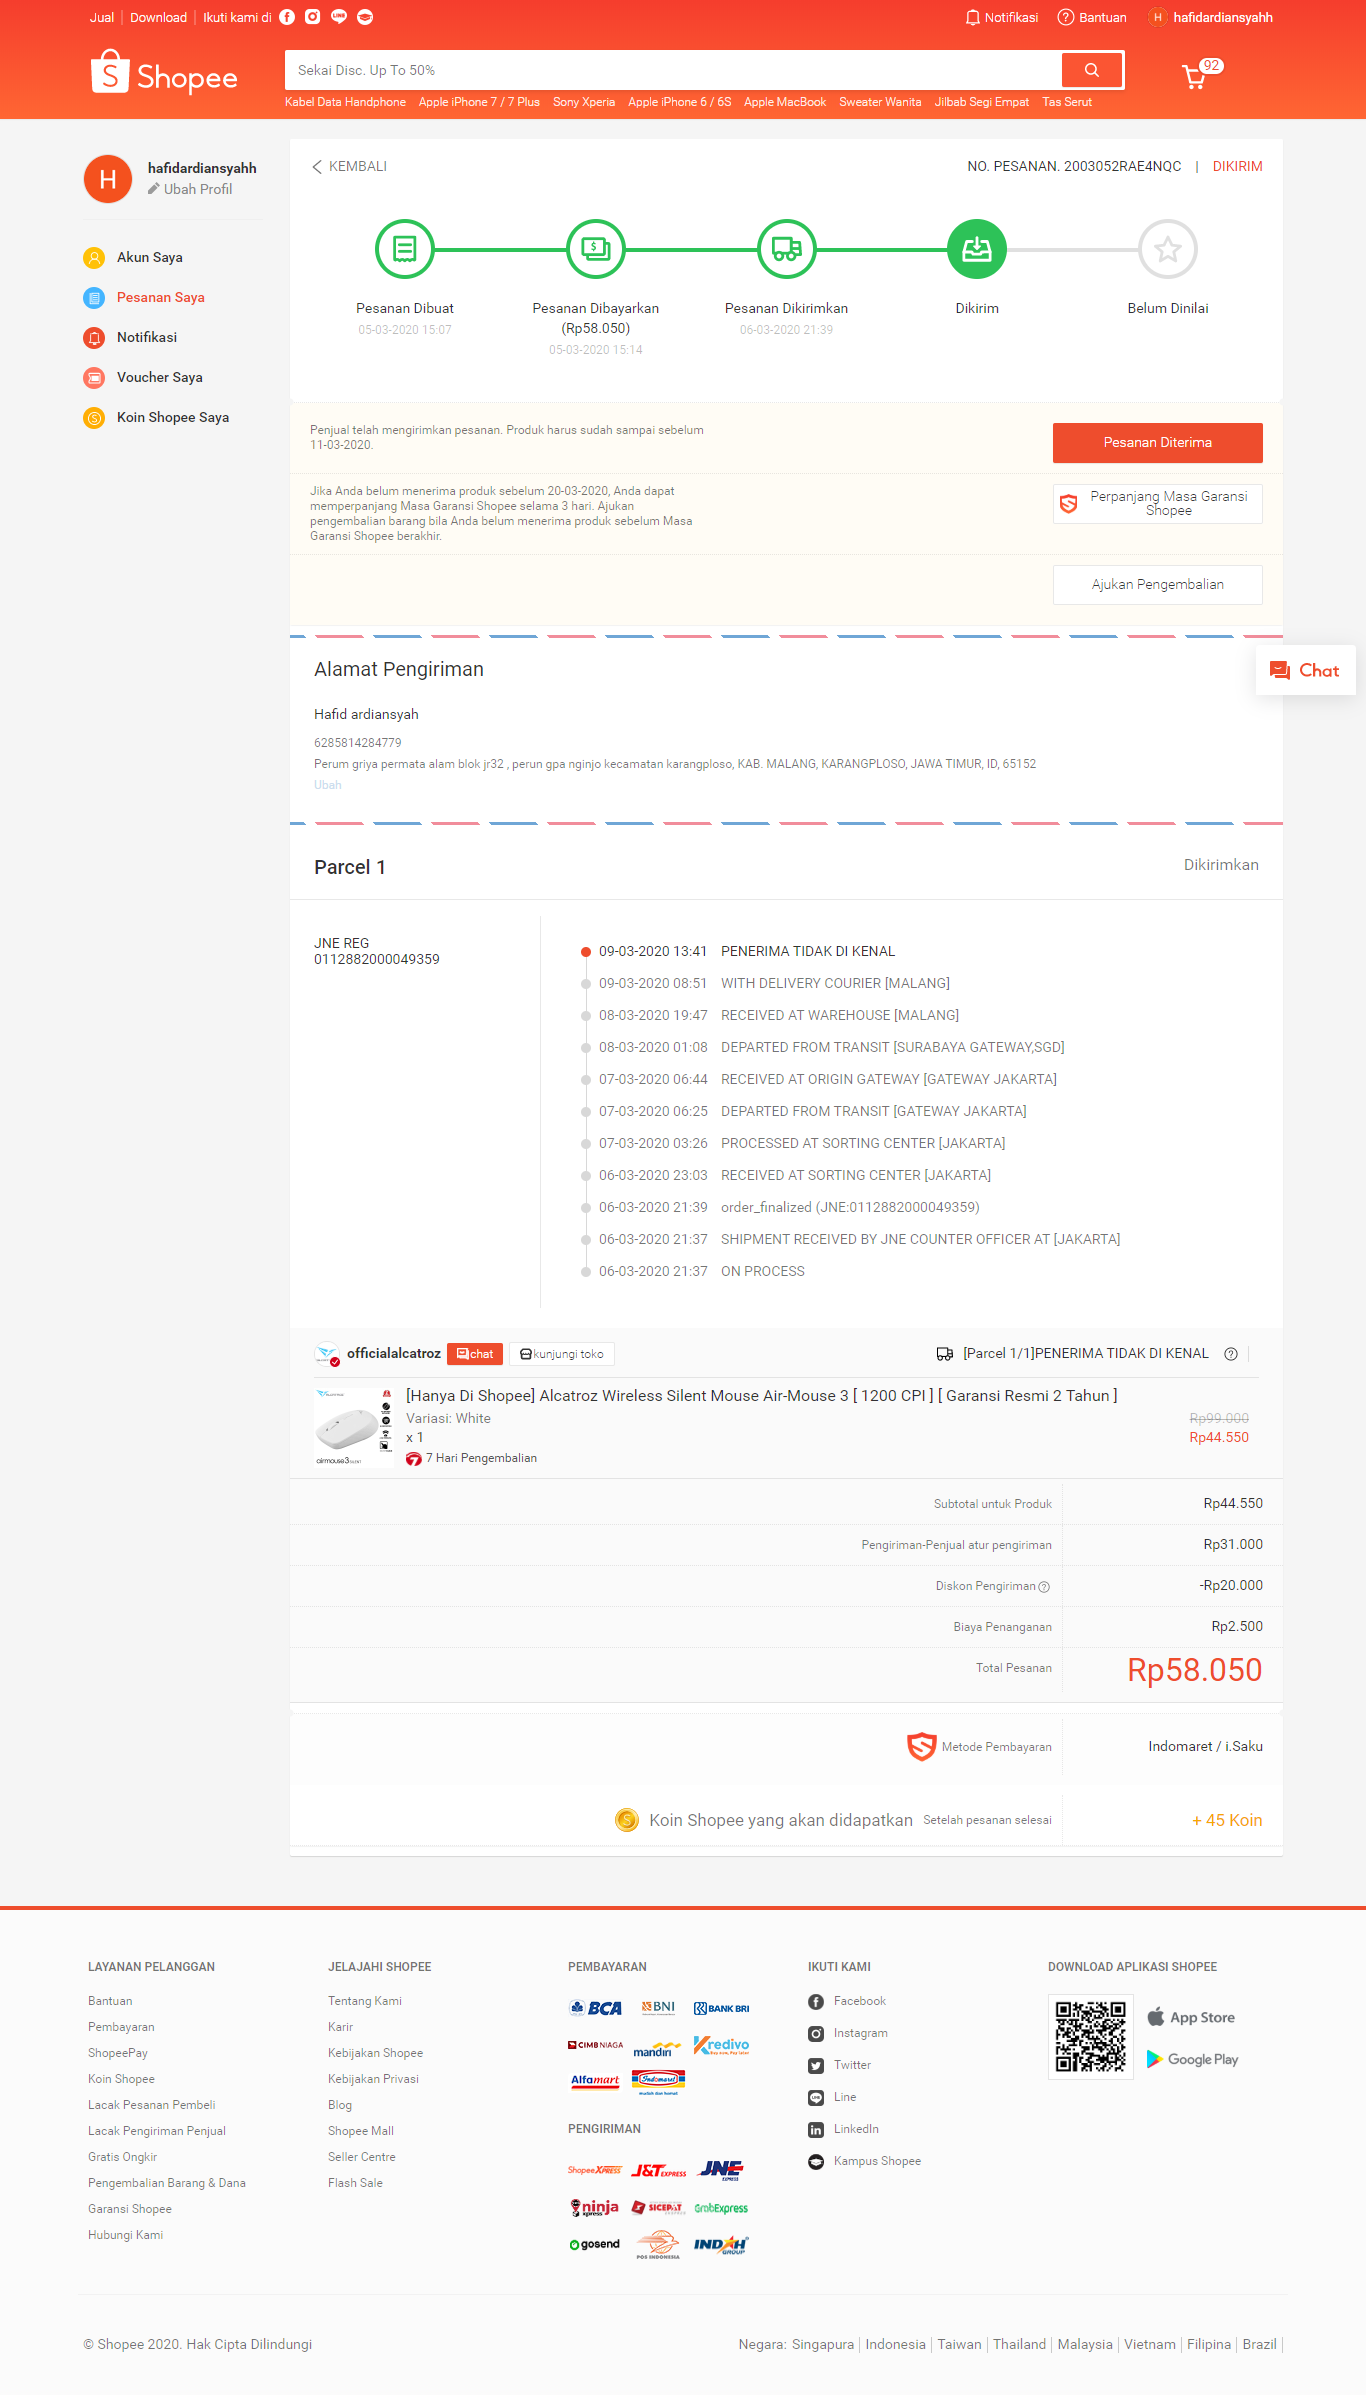 Jual Download Ikuti kami di
Notifikasi Bantuan H hafidardiansyahh
Shopee
Sekai Disc. Up To 50%
92
Kabel Data Handphone Apple iPhone 7 / 7 Plus Sony Xperia Apple iPhone 6 / 6S Apple MacBook Sweater Wanita Jilbab Segi Empat Tas Serut
H
hafidardiansyahh
Ubah Profil
Akun Saya
Pesanan Saya
Notifikasi
Voucher Saya
Koin Shopee Saya
KEMBALI
NO. PESANAN. 2003052RAE4NQC | DIKIRIM
Pesanan Dibuat
05-03-2020 15:07
Pesanan Dibayarkan
(Rp58.050)
05-03-2020 15:14
Pesanan Dikirimkan
06-03-2020 21:39
Dikirim
Belum Dinilai
Penjual telah mengirimkan pesanan. Produk harus sudah sampai sebelum
11-03-2020.
Pesanan Diterima
Jika Anda belum menerima produk sebelum 20-03-2020, Anda dapat
memperpanjang Masa Garansi Shopee selama 3 hari. Ajukan
pengembalian barang bila Anda belum menerima produk sebelum Masa
Garansi Shopee berakhir.
Perpanjang Masa Garansi
Shopee
Ajukan Pengembalian
Chat
Alamat Pengiriman
Hafid ardiansyah
6285814284779
Perum griya permata alam blok jr32 , perun gpa nginjo kecamatan karangploso, KAB. MALANG, KARANGPLOSO, JAWA TIMUR, ID, 65152
Ubah
Parcel 1
Dikirimkan
JNE REG
0112882000049359
09-03-2020 13:41 PENERIMA TIDAK DI KENAL
09-03-2020 08:51 WITH DELIVERY COURIER [MALANG]
08-03-2020 19:47 RECEIVED AT WAREHOUSE [MALANG]
08-03-2020 01:08 DEPARTED FROM TRANSIT [SURABAYA GATEWAY,SGD]
07-03-2020 06:44 RECEIVED AT ORIGIN GATEWAY [GATEWAY JAKARTA]
07-03-2020 06:25 DEPARTED FROM TRANSIT [GATEWAY JAKARTA]
07-03-2020 03:26 PROCESSED AT SORTING CENTER [JAKARTA]
06-03-2020 23:03 RECEIVED AT SORTING CENTER [JAKARTA]
06-03-2020 21:39 order_finalized (JNE:0112882000049359)
06-03-2020 21:37 SHIPMENT RECEIVED BY JNE COUNTER OFFICER AT [JAKARTA]
06-03-2020 21:37 ON PROCESS
officialalcatroz chat kunjungi toko
[Parcel 1/1]PENERIMA TIDAK DI KENAL
[Hanya Di Shopee] Alcatroz Wireless Silent Mouse Air-Mouse 3 [ 1200 CPI ] [ Garansi Resmi 2 Tahun ]
Variasi: White
x 1
7 Hari Pengembalian
Rp99.000
Rp44.550
airmouse3 SILENT
Subtotal untuk Produk Rp44.550
Pengiriman-Penjual atur pengiriman Rp31.000
Diskon Pengiriman -Rp20.000
Biaya Penanganan Rp2.500
Total Pesanan Rp58.050
Metode Pembayaran Indomaret / i.Saku
Koin Shopee yang akan didapatkan Setelah pesanan selesai + 45 Koin
LAYANAN PELANGGAN
Bantuan
Pembayaran
ShopeePay
Koin Shopee
Lacak Pesanan Pembeli
Lacak Pengiriman Penjual
Gratis Ongkir
Pengembalian Barang & Dana
Garansi Shopee
Hubungi Kami
JELAJAHI SHOPEE
Tentang Kami
Karir
Kebijakan Shopee
Kebijakan Privasi
Blog
Shopee Mall
Seller Centre
Flash Sale
PEMBAYARAN
BCA BNI BANK BRI
CIMB NIAGA mandiri Kredivo
Alfamart Indomaret
PENGIRIMAN
Shopee XPRESS J&T EXPRESS JNE EXPRESS
ninja xpress SICEPAT GrabExpress
gosend POS INDONESIA INDAH GROUP
IKUTI KAMI
Facebook
Instagram
Twitter
Line
LinkedIn
Kampus Shopee
DOWNLOAD APLIKASI SHOPEE
App Store
Google Play
© Shopee 2020. Hak Cipta Dilindungi
Negara: Singapura Indonesia Taiwan Thailand Malaysia Vietnam Filipina Brazil